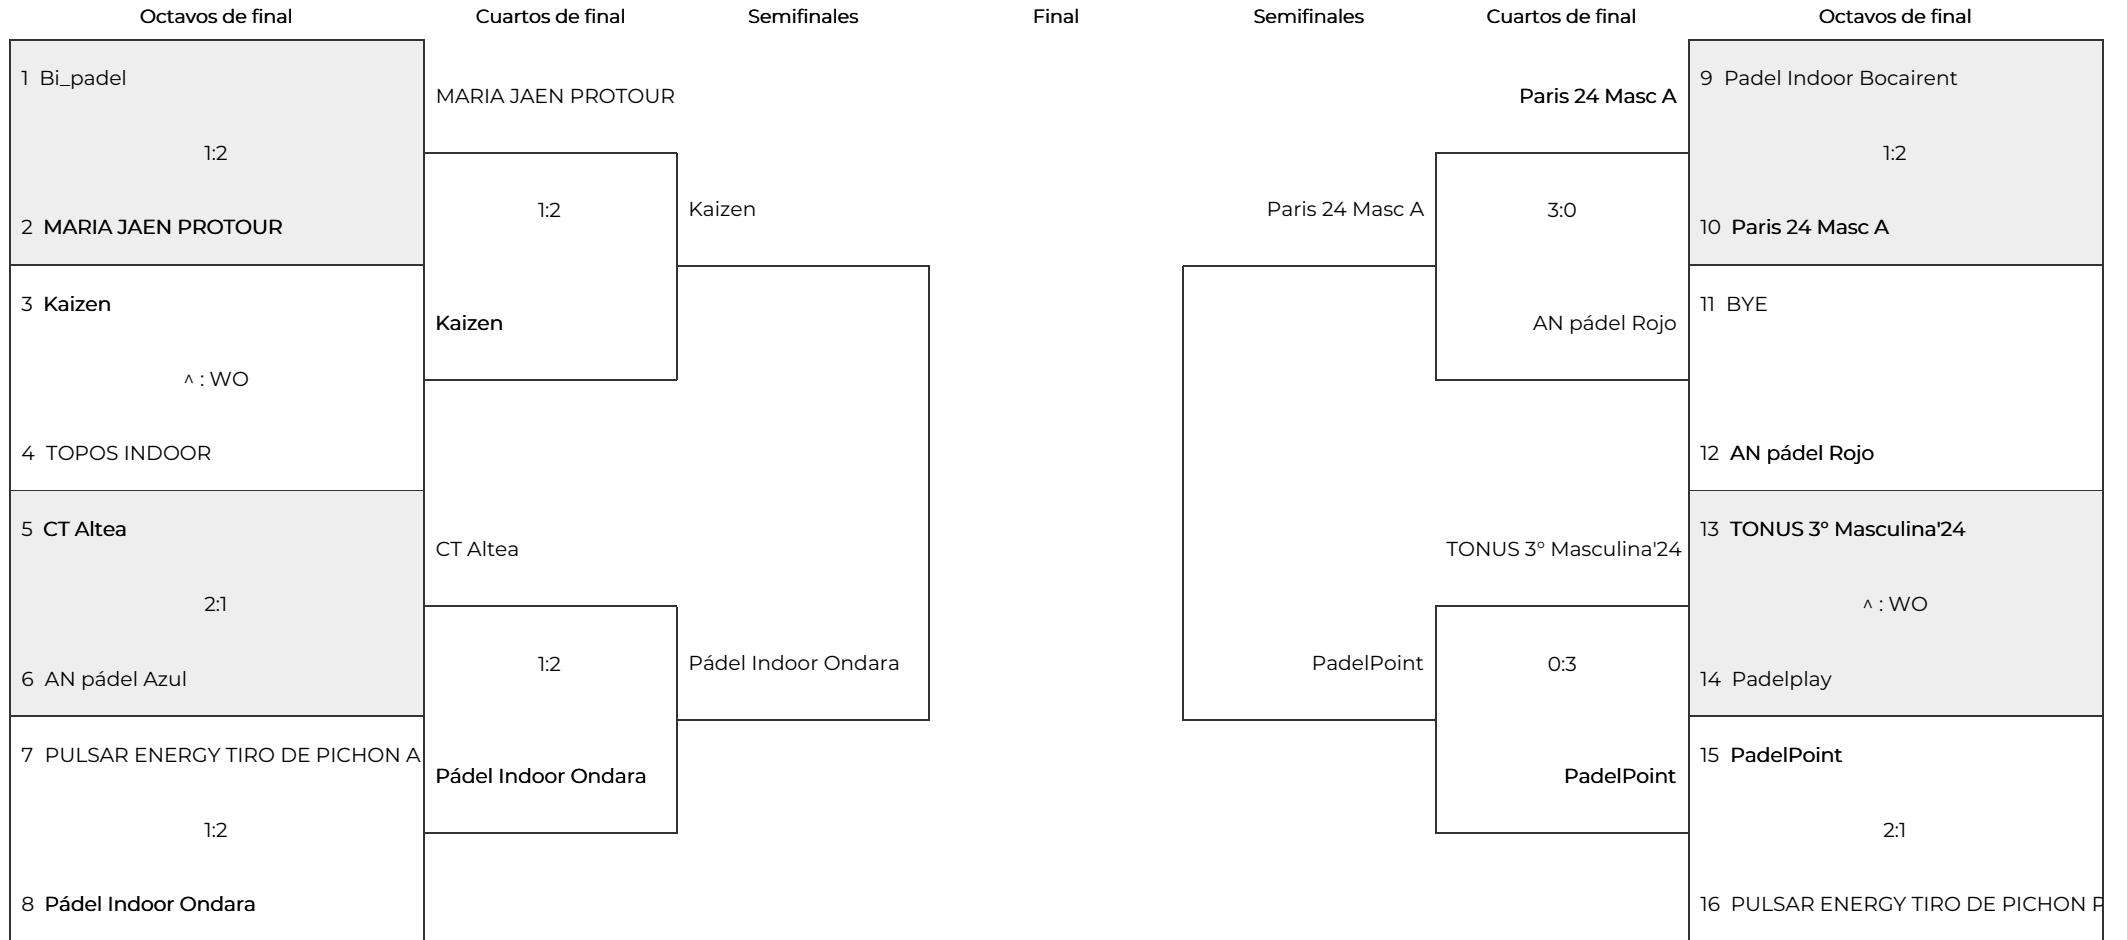 Octavos de final
Cuartos de final
Semifinales
Final
Semifinales
Cuartos de final
Octavos de final
1 Bi_padel
1:2
2 MARIA JAEN PROTOUR
3 Kaizen
^ : WO
4 TOPOS INDOOR
5 CT Altea
2:1
6 AN pádel Azul
7 PULSAR ENERGY TIRO DE PICHON A
1:2
8 Pádel Indoor Ondara
MARIA JAEN PROTOUR
1:2
Kaizen
CT Altea
1:2
Pádel Indoor Ondara
Kaizen
Pádel Indoor Ondara
Paris 24 Masc A
PadelPoint
Paris 24 Masc A
3:0
AN pádel Rojo
TONUS 3º Masculina'24
0:3
PadelPoint
9 Padel Indoor Bocairent
1:2
10 Paris 24 Masc A
11 BYE
12 AN pádel Rojo
13 TONUS 3º Masculina'24
^ : WO
14 Padelplay
15 PadelPoint
2:1
16 PULSAR ENERGY TIRO DE PICHON